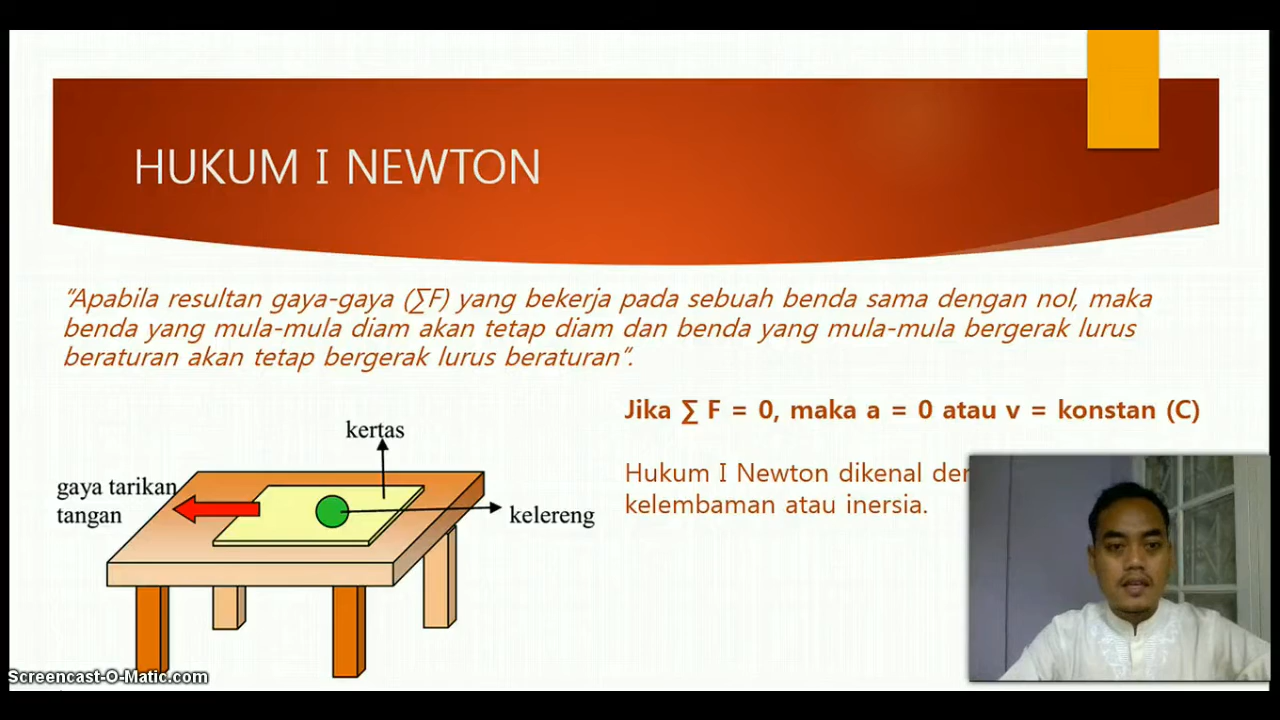 HUKUM I NEWTON
“Apabila resultan gaya-gaya (∑F) yang bekerja pada sebuah benda sama dengan nol, maka
benda yang mula-mula diam akan tetap diam dan benda yang mula-mula bergerak lurus
beraturan akan tetap bergerak lurus beraturan”.
Jika ∑ F = 0, maka a = 0 atau v = konstan (C)
Hukum I Newton dikenal
kelembaman atau inersia.
kertas
gaya tarikan
tangan
kelereng
Screencast-O-Matic.com